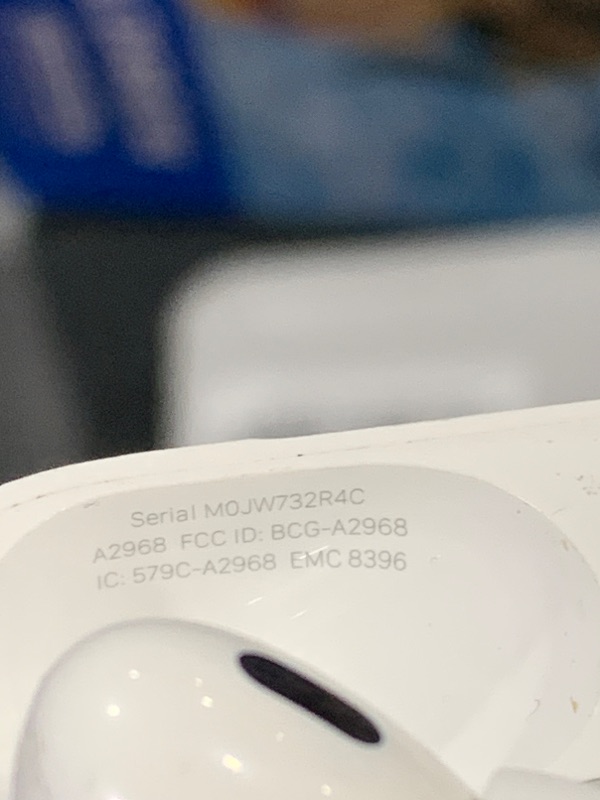 Serial M0JW732R4C
A2968 FCC ID: BCG-A2968
IC: 579C-A2968 EMC 8396